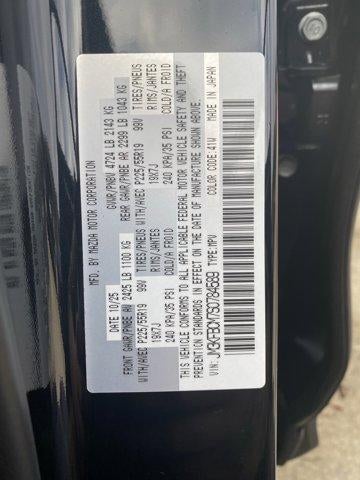 MFD. BY MAZDA MOTOR CORPORATION
DATE 10/25 GVWR/PNBV 4724 LB 2143 KG
FRONT GAWR/PNBE AV 2425 LB 1100 KG REAR GAWR/PNBE AR 2299 LB 1043 KG
WITH/AVEC P225/55R19 99V TIRES/PNEUS WITH/AVEC P225/55R19 99V TIRES/PNEUS
19X7J RIMS/JANTES 19X7J RIMS/JANTES
240 KPA/35 PSI COLD/A FROID 240 KPA/35 PSI COLD/A FROID
THIS VEHICLE CONFORMS TO ALL APPLICABLE FEDERAL MOTOR VEHICLE SAFETY AND THEFT
PREVENTION STANDARDS IN EFFECT ON THE DATE OF MANUFACTURE SHOWN ABOVE.
TYPE:MPV COLOR CODE:41W MADE IN JAPAN